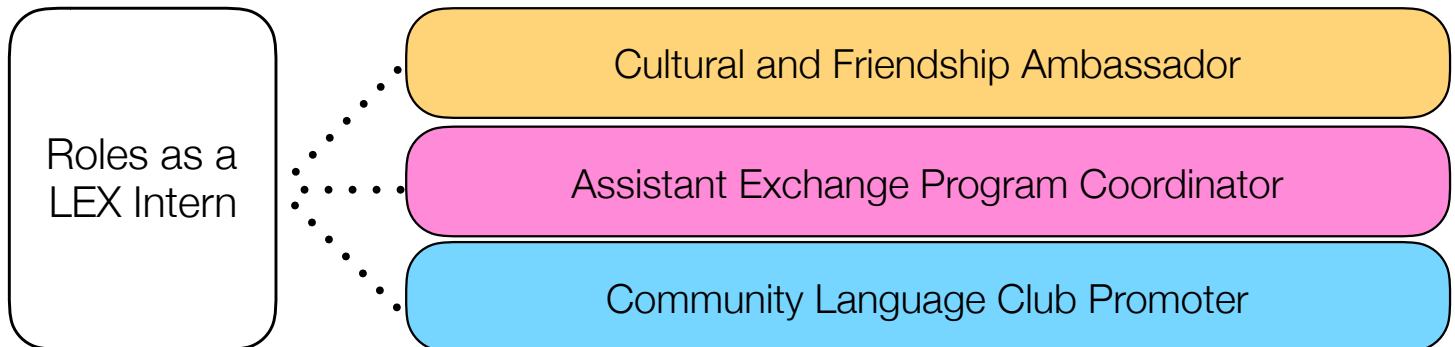 Roles as a
LEX Intern
Cultural and Friendship Ambassador
Assistant Exchange Program Coordinator
Community Language Club Promoter